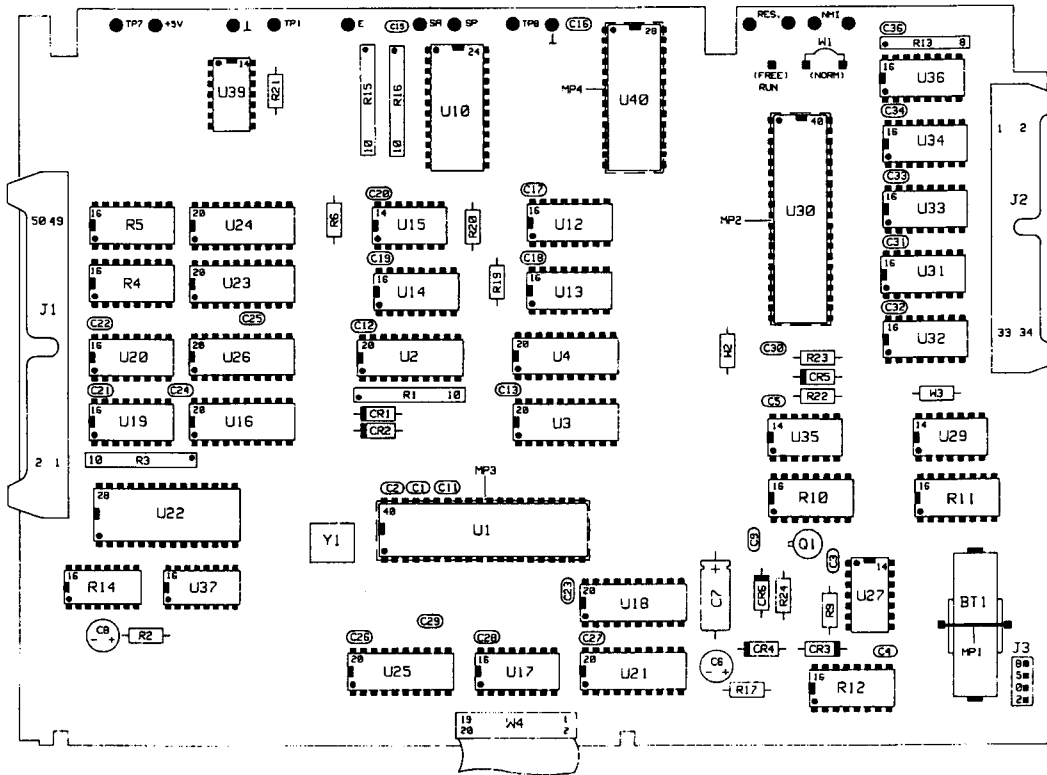 TP7 +5V ⊥ TP1 E C15 SA SP TP8 ⊥ C16 RES. NMI C36
W1 R13 8
14 U39 R21 R15 10 R16 10 24 U10 28 U40 MP4 (FREE) RUN (NORM) 16 U36
C34
40 U30 MP2 16 U34 1 2
C33
16 U33 J2
C20 C17
50 49 16 R5 20 U24 R6 14 U15 R20 16 U12
C31
16 U31
C19 C18
16 R4 20 U23 16 U14 R19 16 U13
J1
C32
16 U32 33 34
C22 C25 C12
16 U20 20 U26 20 U2 20 U4 W2 C30 R23
CR5
R1 10
C21 C24 C13 R22 W3
16 U19 20 U16 CR1 20 U3 C5
CR2
14 U35 14 U29
2 1 10 R3
MP3
C2 C1 C11
28 U22 40 U1 16 R10 16 R11
Y1 C9 Q1
C3
16 R14 16 U37 C23 20 U18 + C7 CR6 R24 R9 14 U27 BT1
C8 - + R2
C29
C26 C28 C27 CR4 CR3 C4 MP1 J3
20 U25 16 U17 20 U21 C6 - + R17 16 R12 8
5
0
2
19 W4 1
20 2